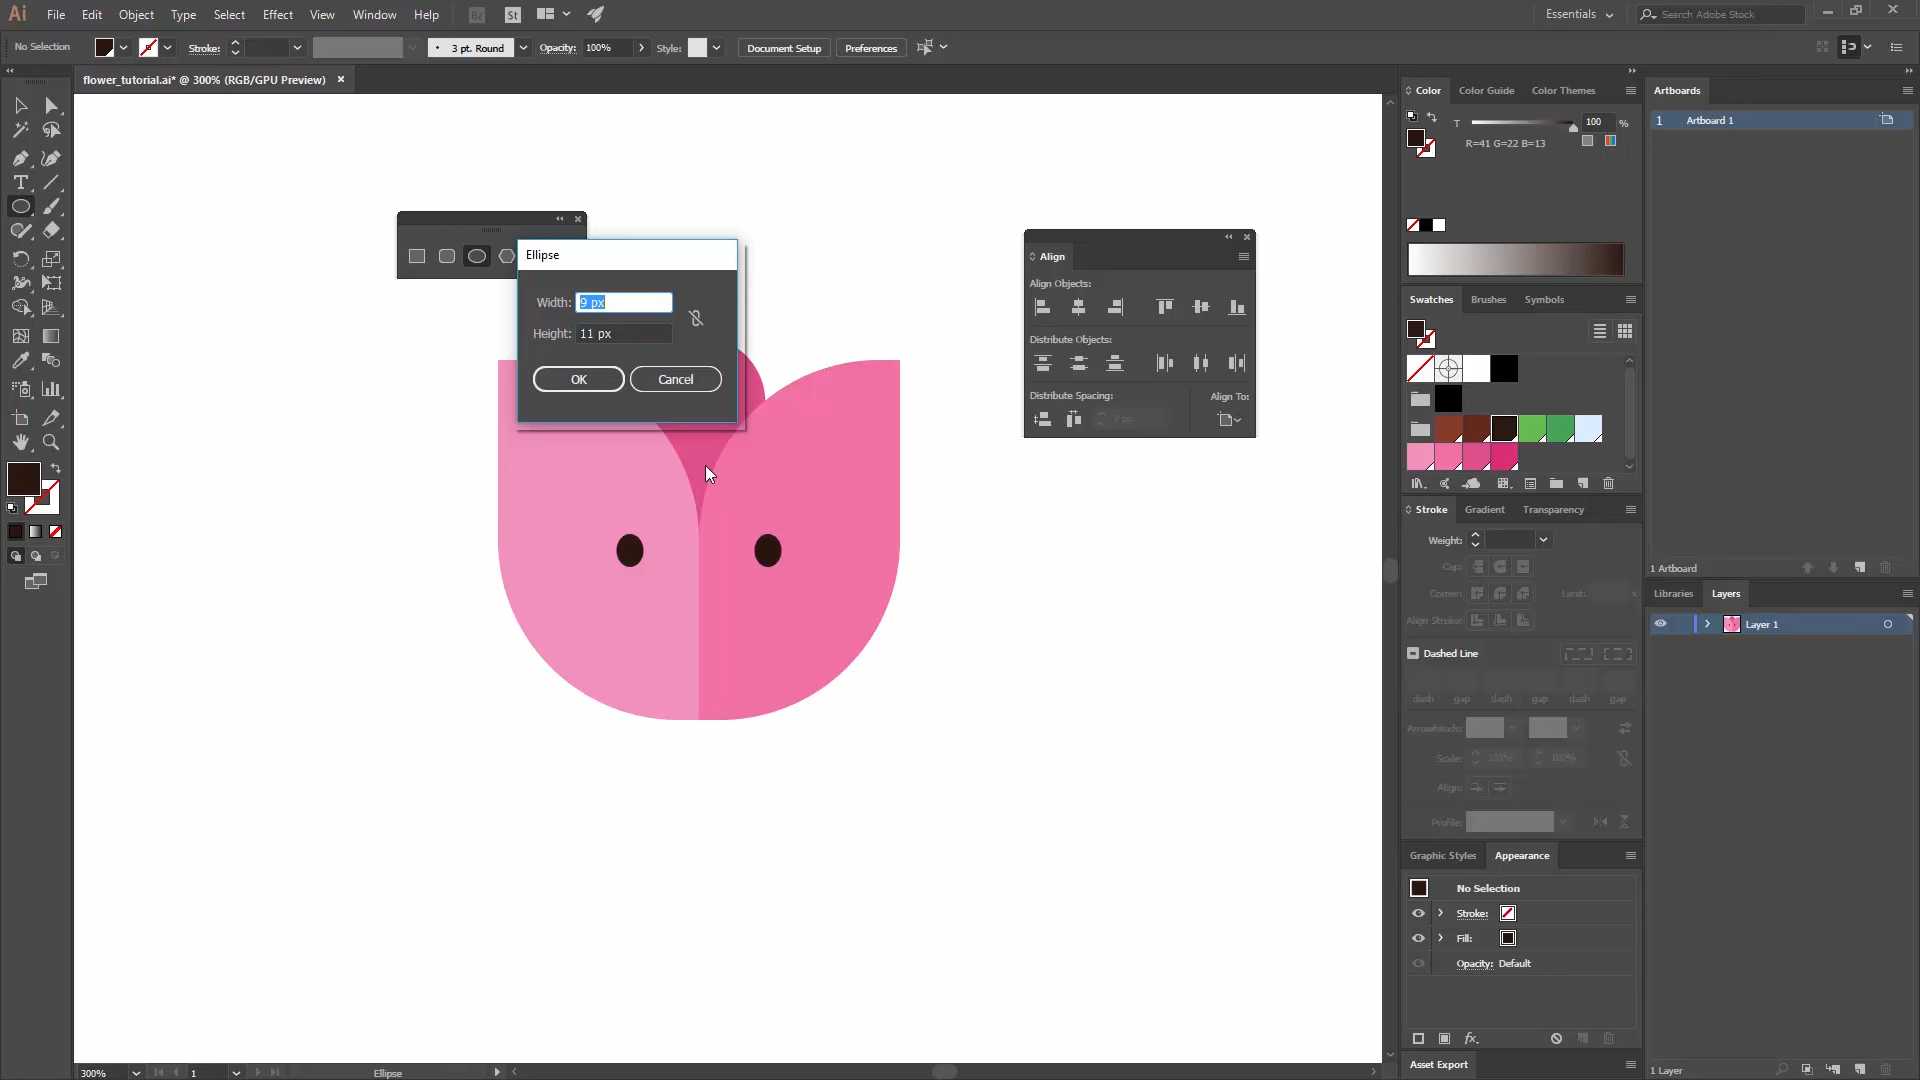 Ai File Edit Object Type Select Effect View Window Help Br St Essentials Search Adobe Stock
No Selection Stroke: 3 pt. Round Opacity: 100% Style: Document Setup Preferences
flower_tutorial.ai* @ 300% (RGB/GPU Preview)
Ellipse
Width: 9 px
Height: 11 px
OK Cancel
Align
Align Objects:
Distribute Objects:
Distribute Spacing: Align To:
0 px
Color Color Guide Color Themes
T 100 %
R=41 G=22 B=13
Swatches Brushes Symbols
Stroke Gradient Transparency
Weight:
Cap:
Corner: Limit:
Align Stroke:
Dashed Line
dash gap dash gap dash gap
Arrowheads:
Scale: 100% 100%
Align:
Profile:
Graphic Styles Appearance
No Selection
Stroke:
Fill:
Opacity: Default
fx.
Asset Export
Artboards
1 Artboard 1
1 Artboard
Libraries Layers
Layer 1
1 Layer
300% 1 Ellipse